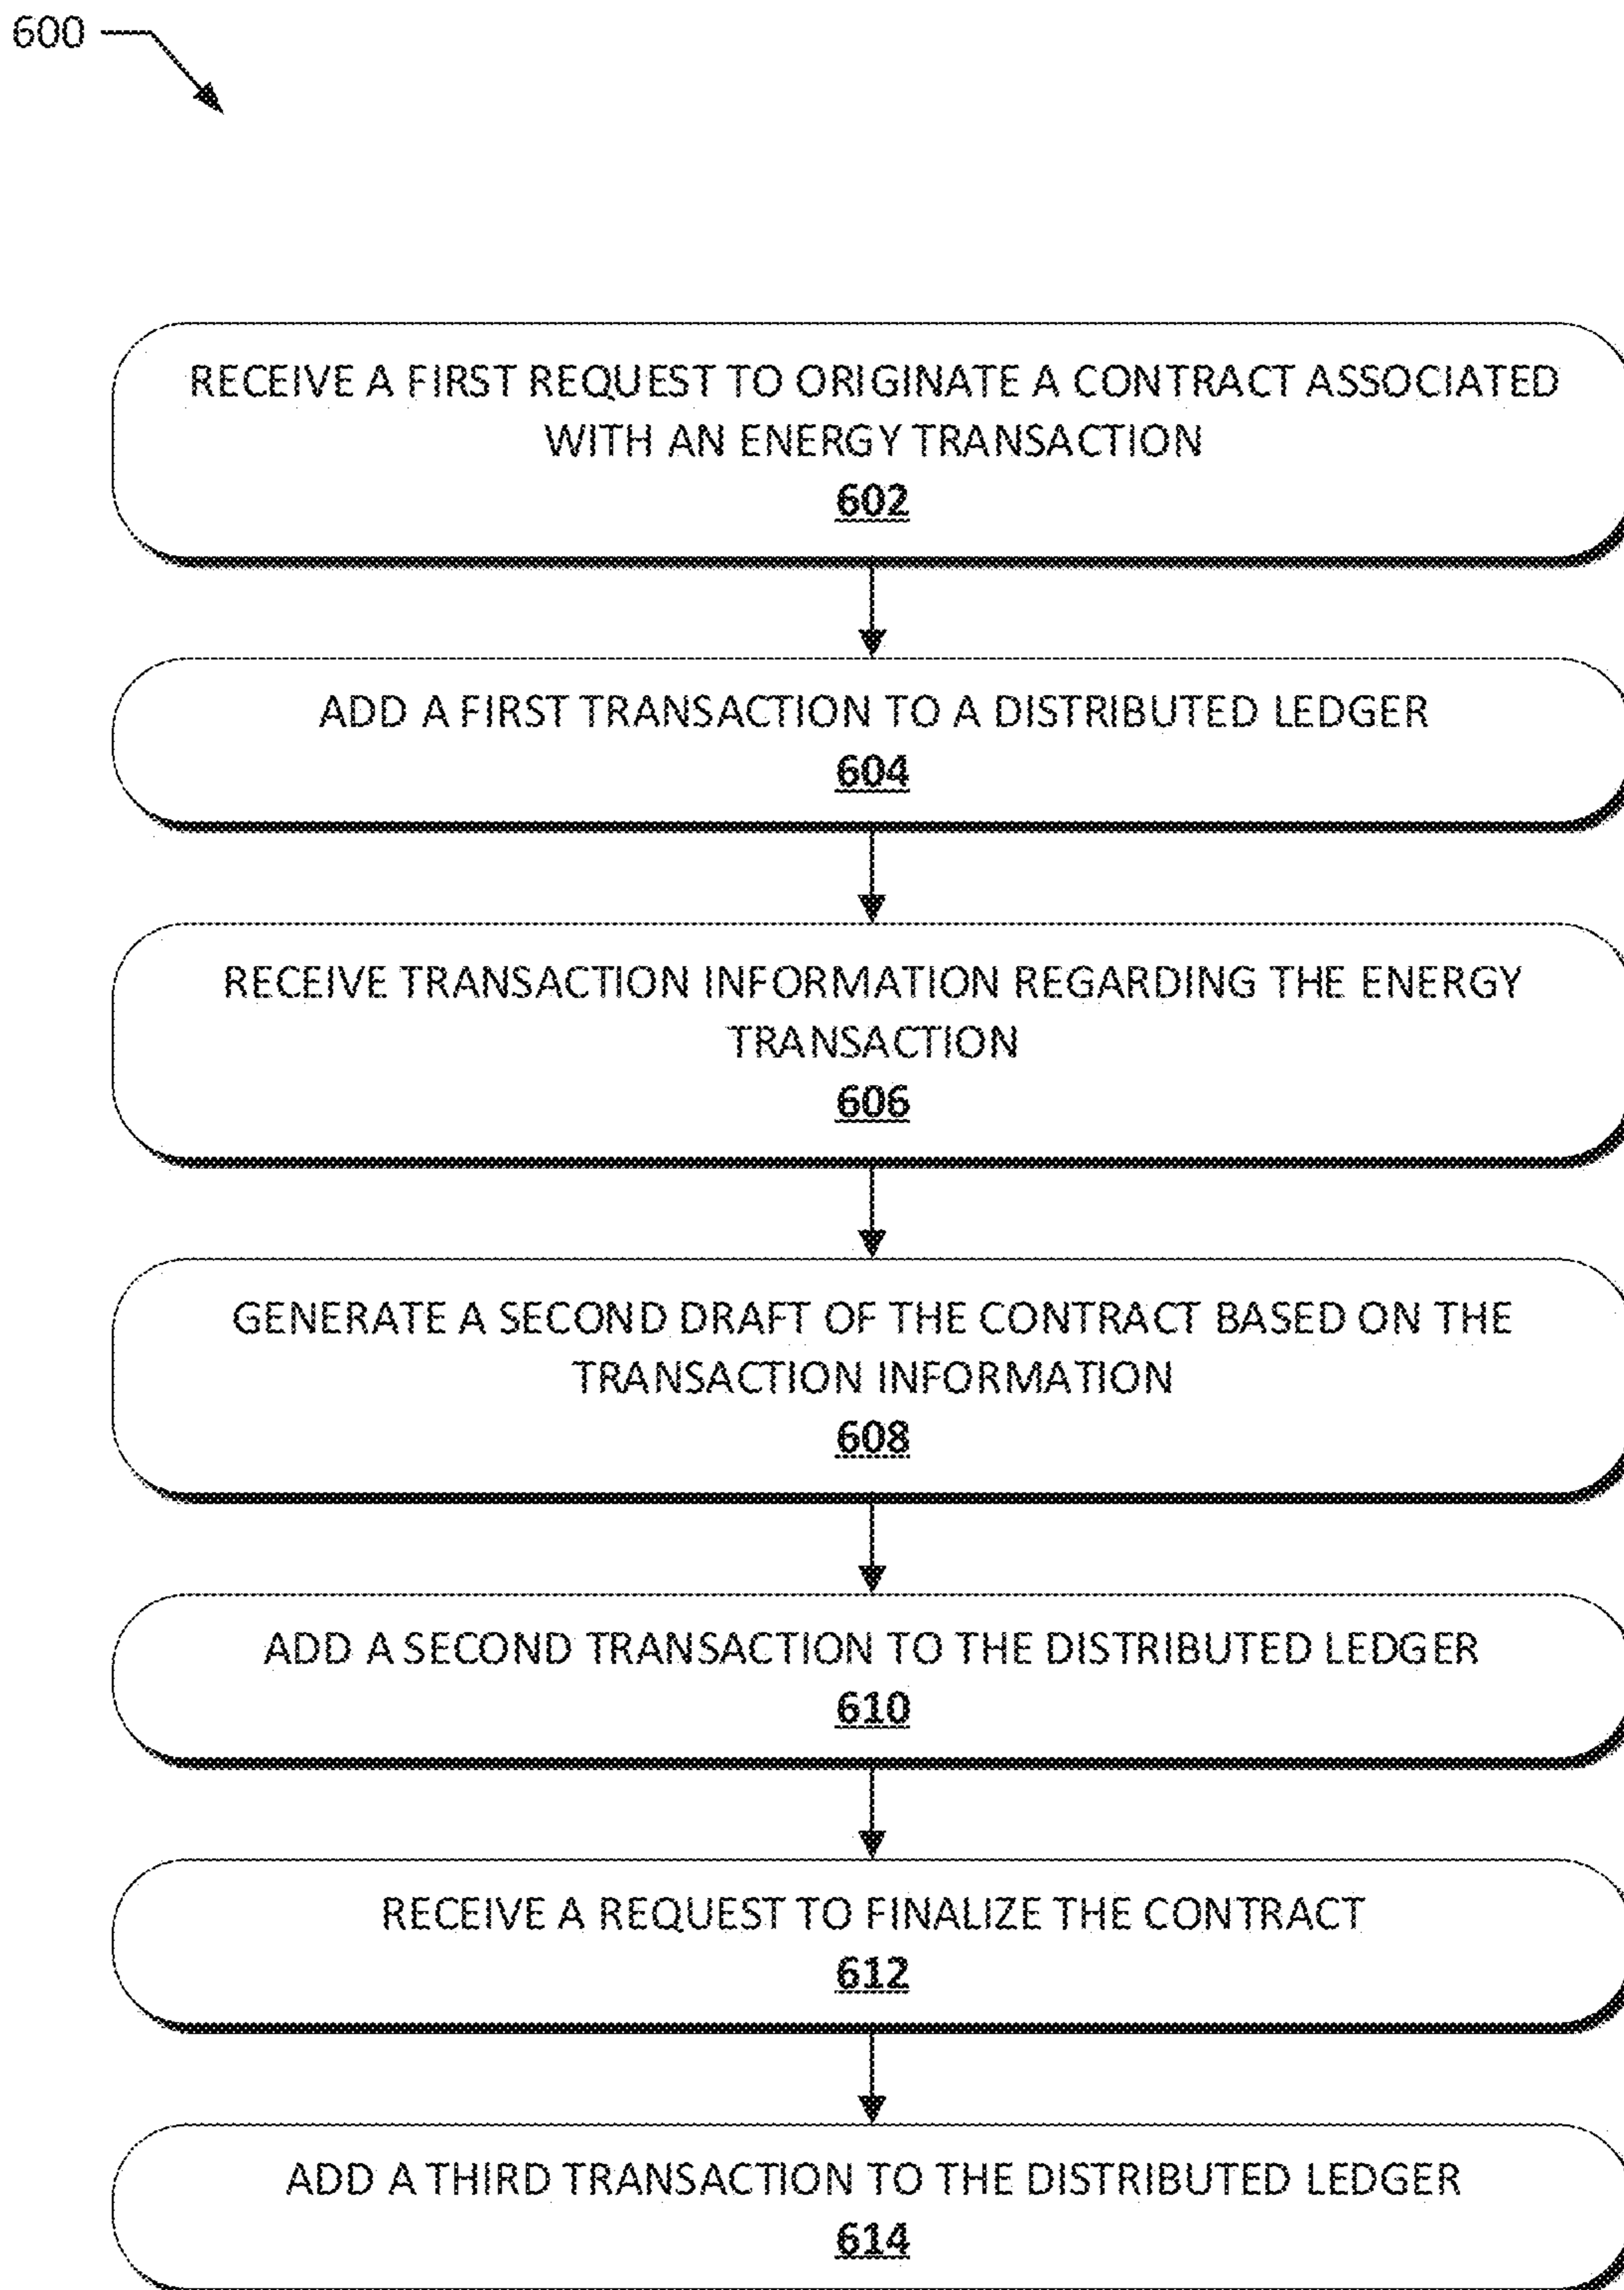 600
RECEIVE A FIRST REQUEST TO ORIGINATE A CONTRACT ASSOCIATED
WITH AN ENERGY TRANSACTION
602
ADD A FIRST TRANSACTION TO A DISTRIBUTED LEDGER
604
RECEIVE TRANSACTION INFORMATION REGARDING THE ENERGY
TRANSACTION
606
GENERATE A SECOND DRAFT OF THE CONTRACT BASED ON THE
TRANSACTION INFORMATION
608
ADD A SECOND TRANSACTION TO THE DISTRIBUTED LEDGER
610
RECEIVE A REQUEST TO FINALIZE THE CONTRACT
612
ADD A THIRD TRANSACTION TO THE DISTRIBUTED LEDGER
614